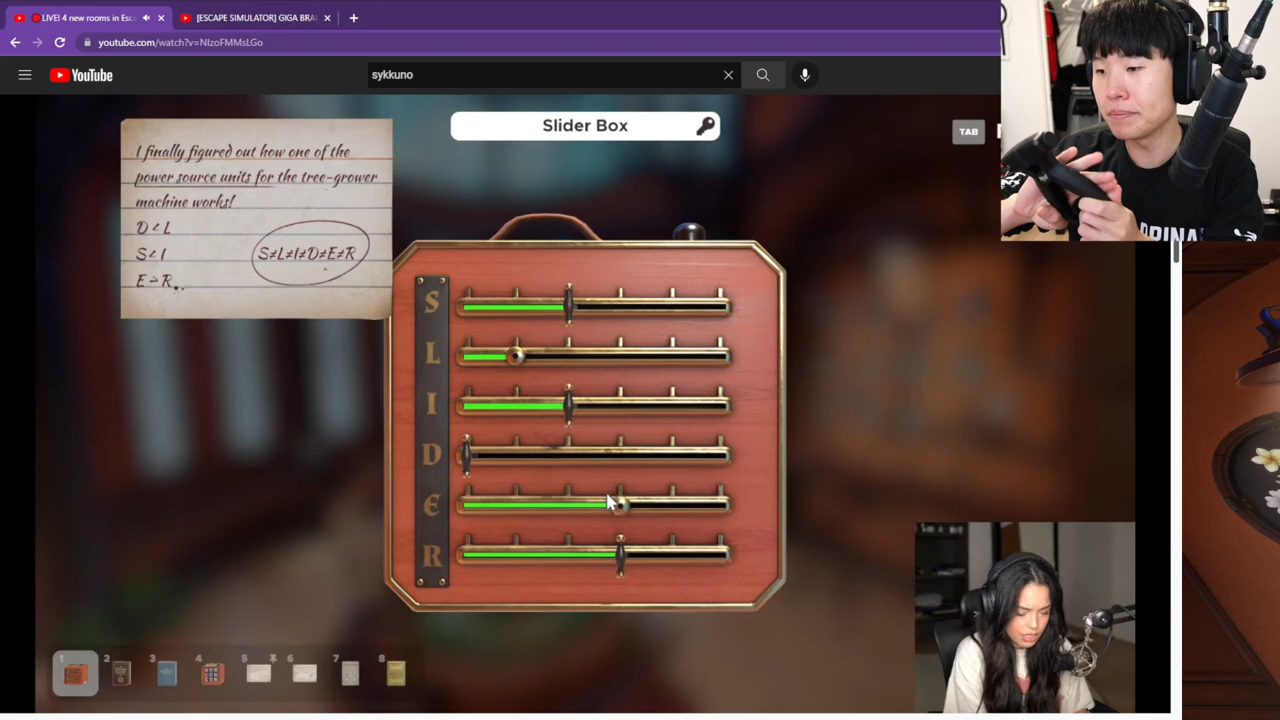 LIVE! 4 new rooms in Esc
[ESCAPE SIMULATOR] GIGA BRAI
youtube.com/watch?v=NIzoFMMsLGo
YouTube
sykkuno
Slider Box
TAB
I finally figured out how one of the
power source units for the tree-grower
machine works!
D < L
S < I
S≠L≠I≠D≠E≠R
E > R
S
L
I
D
E
R
1 2 3 4 5 6 7 8